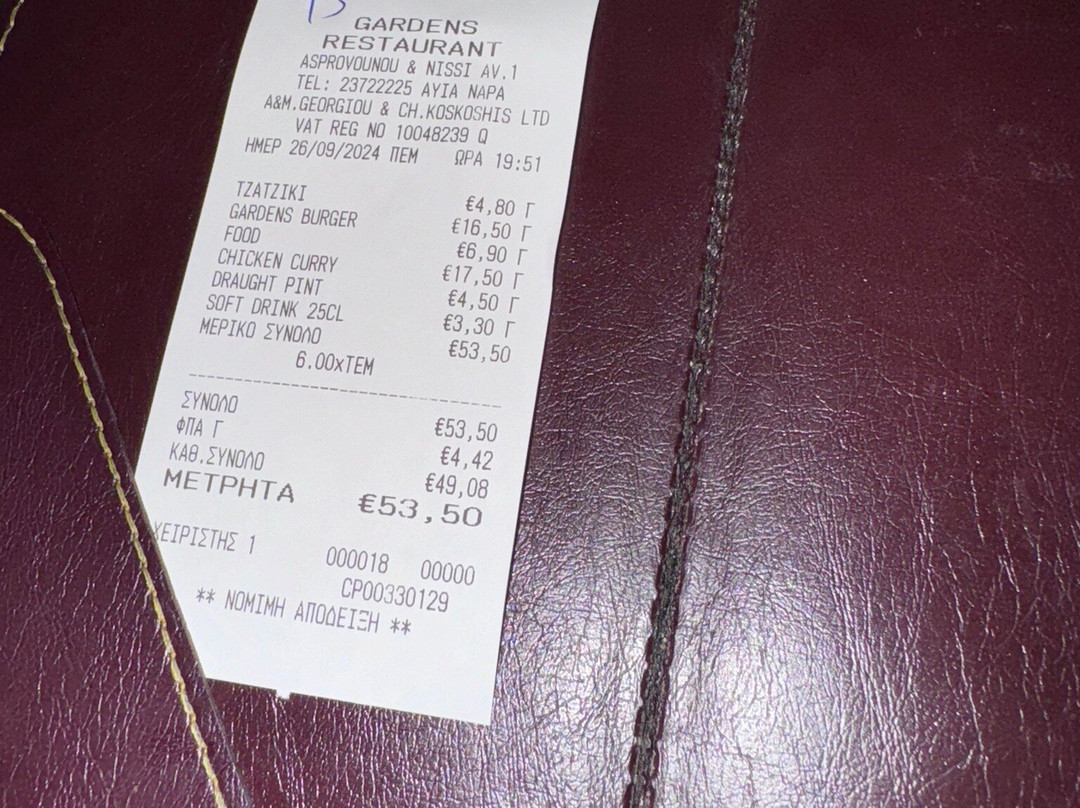 GARDENS
RESTAURANT
ASPROVOUNOU & NISSI AV.1
TEL: 23722225 AYIA NAPA
A&M.GEORGIOU & CH.KOSKOSHIS LTD
VAT REG NO 10048239 Q
ΗΜΕΡ 26/09/2024 ΠΕΜ ΩΡΑ 19:51
TZATZIKI €4,80 Γ
GARDENS BURGER €16,50 Γ
FOOD €6,90 Γ
CHICKEN CURRY €17,50 Γ
DRAUGHT PINT €4,50 Γ
SOFT DRINK 25CL €3,30 Γ
ΜΕΡΙΚΟ ΣΥΝΟΛΟ €53,50
6.00xΤΕΜ
ΣΥΝΟΛΟ €53,50
ΦΠΑ Γ €4,42
ΚΑΘ.ΣΥΝΟΛΟ €49,08
ΜΕΤΡΗΤΑ €53,50
ΧΕΙΡΙΣΤΗΣ 1 000018 00000
CP00330129
** ΝΟΜΙΜΗ ΑΠΟΔΕΙΞΗ **